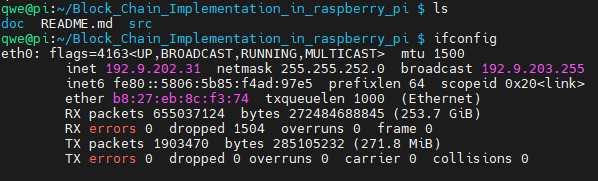 qwe@pi:~/Block_Chain_Implementation_in_raspberry_pi $ ls
doc  README.md  src
qwe@pi:~/Block_Chain_Implementation_in_raspberry_pi $ ifconfig
eth0: flags=4163<UP,BROADCAST,RUNNING,MULTICAST>  mtu 1500
        inet 192.9.202.31  netmask 255.255.252.0  broadcast 192.9.203.255
        inet6 fe80::5806:5b85:f4ad:97e5  prefixlen 64  scopeid 0x20<link>
        ether b8:27:eb:8c:f3:74  txqueuelen 1000  (Ethernet)
        RX packets 655037124  bytes 272484688845 (253.7 GiB)
        RX errors 0  dropped 1504  overruns 0  frame 0
        TX packets 1903470  bytes 285105232 (271.8 MiB)
        TX errors 0  dropped 0 overruns 0  carrier 0  collisions 0